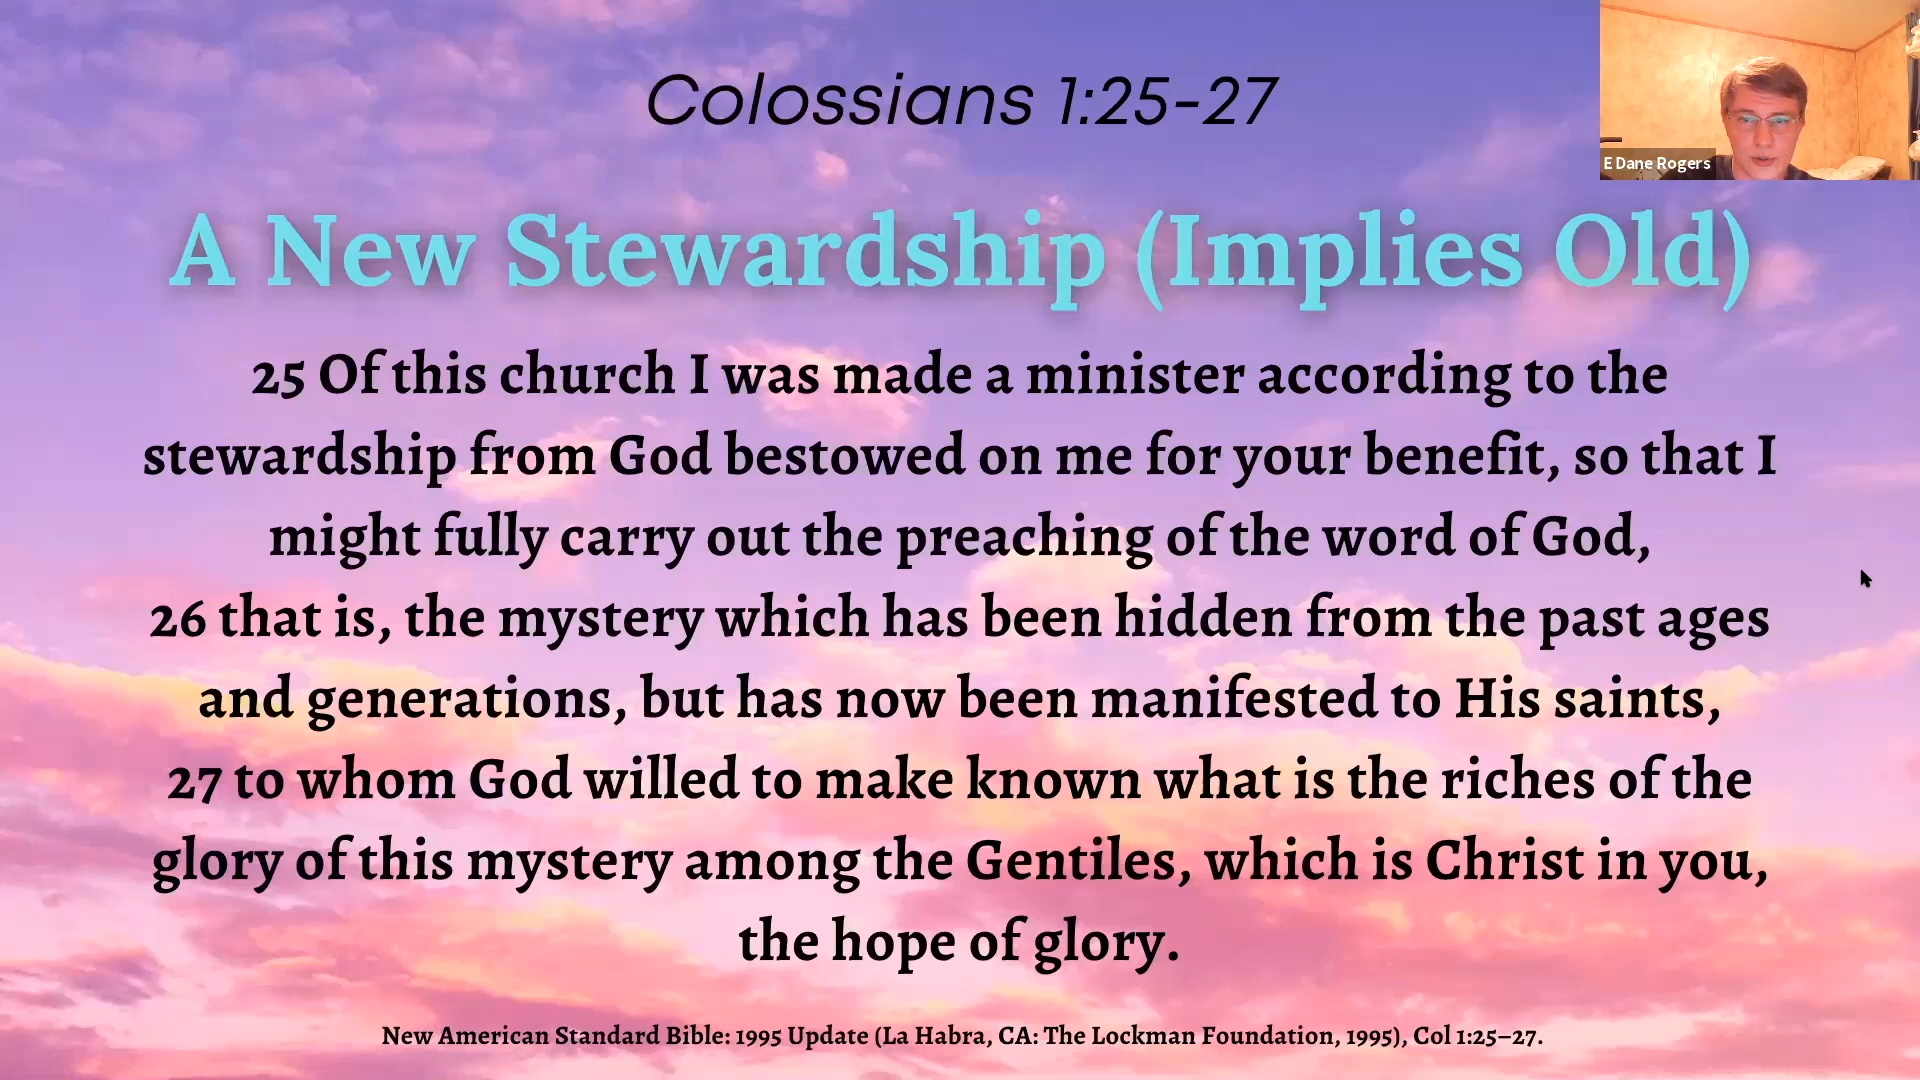 Colossians 1:25-27
E Dane Rogers
A New Stewardship (Implies Old)
25 Of this church I was made a minister according to the
stewardship from God bestowed on me for your benefit, so that I
might fully carry out the preaching of the word of God,
26 that is, the mystery which has been hidden from the past ages
and generations, but has now been manifested to His saints,
27 to whom God willed to make known what is the riches of the
glory of this mystery among the Gentiles, which is Christ in you,
the hope of glory.
New American Standard Bible: 1995 Update (La Habra, CA: The Lockman Foundation, 1995), Col 1:25–27.